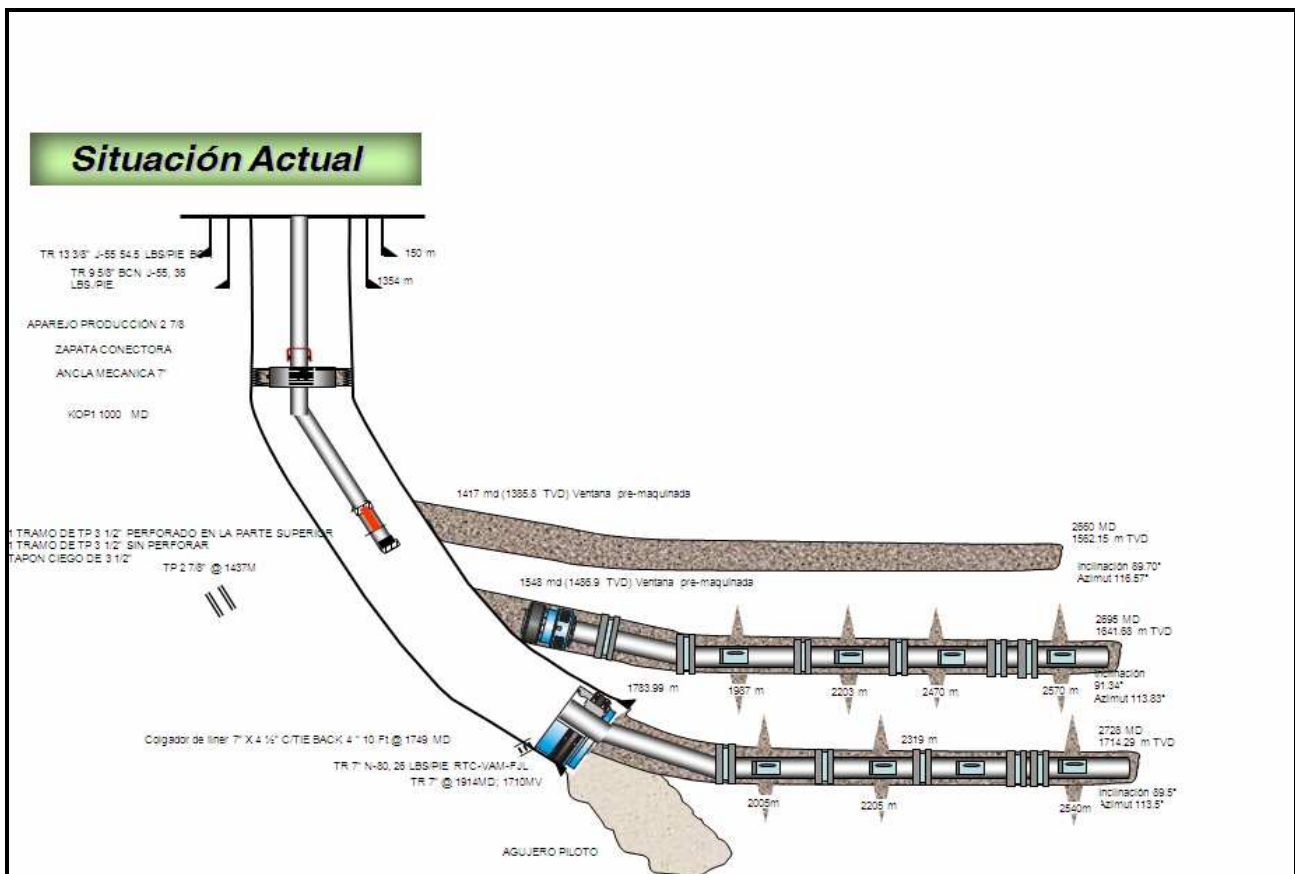 Situación Actual
TR 13 3/8" J-55 54.5 LBS/PIE
150 m
TR 9 5/8" BCN J-55, 36
LBS./PIE
1354 m
APAREJO PRODUCCIÓN 2 7/8
ZAPATA CONECTORA
ANCLA MECANICA 7"
KOP1 1000 MD
1417 md (1385.8 TVD) Ventana pre-maquinada
1 TRAMO DE TP 3 1/2" PERFORADO EN LA PARTE SUPERIOR
1 TRAMO DE TP 3 1/2" SIN PERFORAR
TAPON CIEGO DE 3 1/2"
TP 2 7/8" @ 1437M
2660 MD
1562.15 m TVD
Inclinación 89.70°
Azimut 116.57°
1548 md (1486.9 TVD) Ventana pre-maquinada
2695 MD
1641.68 m TVD
Inclinación
91.34°
Azimut 113.83°
1783.99 m
1987 m
2203 m
2470 m
2570 m
Colgador de liner 7" X 4 ½" C/TIE BACK 4 " 10 Ft @ 1749 MD
2319 m
2728 MD
1714.29 m TVD
TR 7" N-80, 26 LBS/PIE RTC-VAM-FJL
TR 7" @ 1914MD; 1710MV
Inclinación 89.5°
Azimut 113.5°
2005m
2205 m
2540m
AGUJERO PILOTO